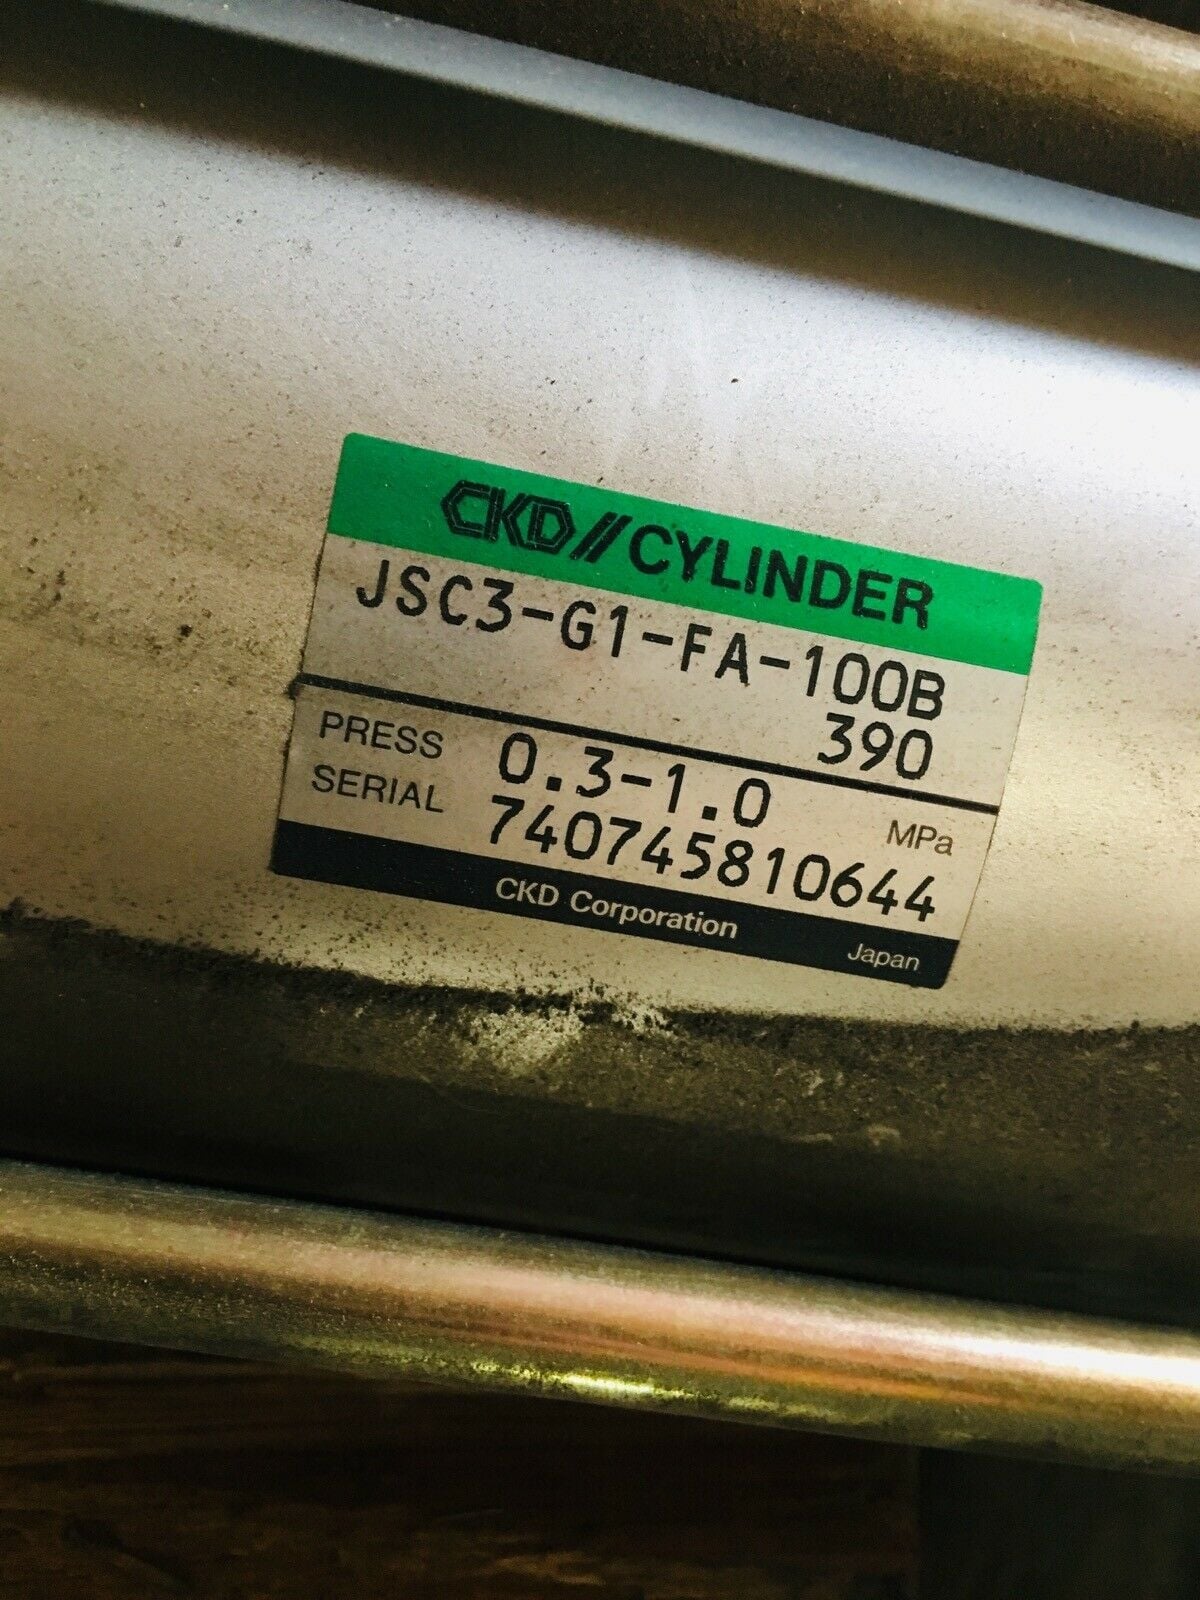 CKD//CYLINDER
JSC3-G1-FA-100B
390
PRESS 0.3-1.0 MPa
SERIAL 740745810644
CKD Corporation Japan